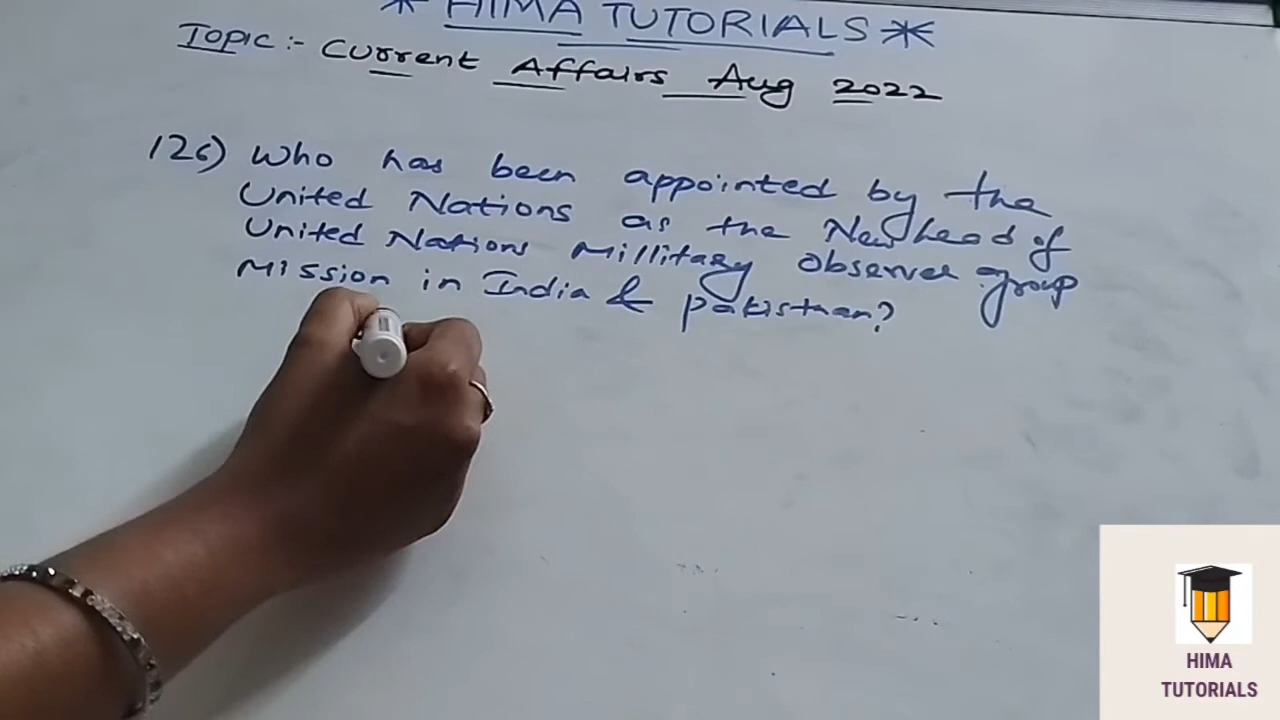 * HIMA TUTORIALS *
Topic :- Current Affairs Aug 2022
126) Who has been appointed by the
United Nations as the New head of
United Nations Millitary observer group
Mission in India & Pakistan?
HIMA
TUTORIALS